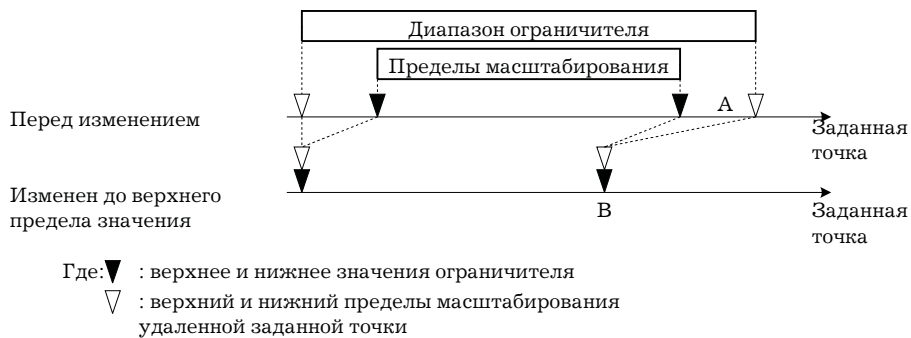 Диапазон ограничителя
Пределы масштабирования
A
Перед изменением
Заданная
точка
Изменен до верхнего
предела значения
B
Заданная
точка
Где: : верхнее и нижнее значения ограничителя
: верхний и нижний пределы масштабирования
удаленной заданной точки